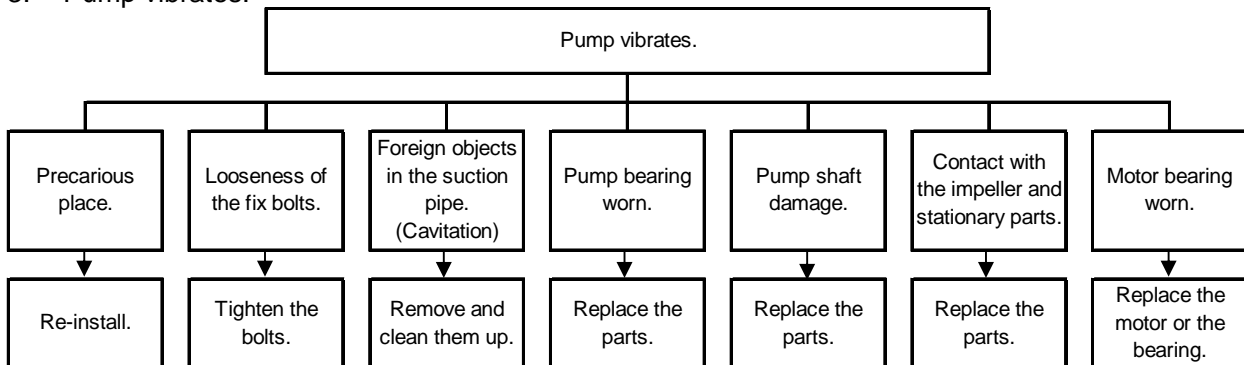 Pump vibrates.
Pump vibrates.
Precarious
place.
Looseness of
the fix bolts.
Foreign objects
in the suction
pipe.
(Cavitation)
Pump bearing
worn.
Pump shaft
damage.
Contact with
the impeller and
stationary parts.
Motor bearing
worn.
Re-install.
Tighten the
bolts.
Remove and
clean them up.
Replace the
parts.
Replace the
parts.
Replace the
parts.
Replace the
motor or the
bearing.